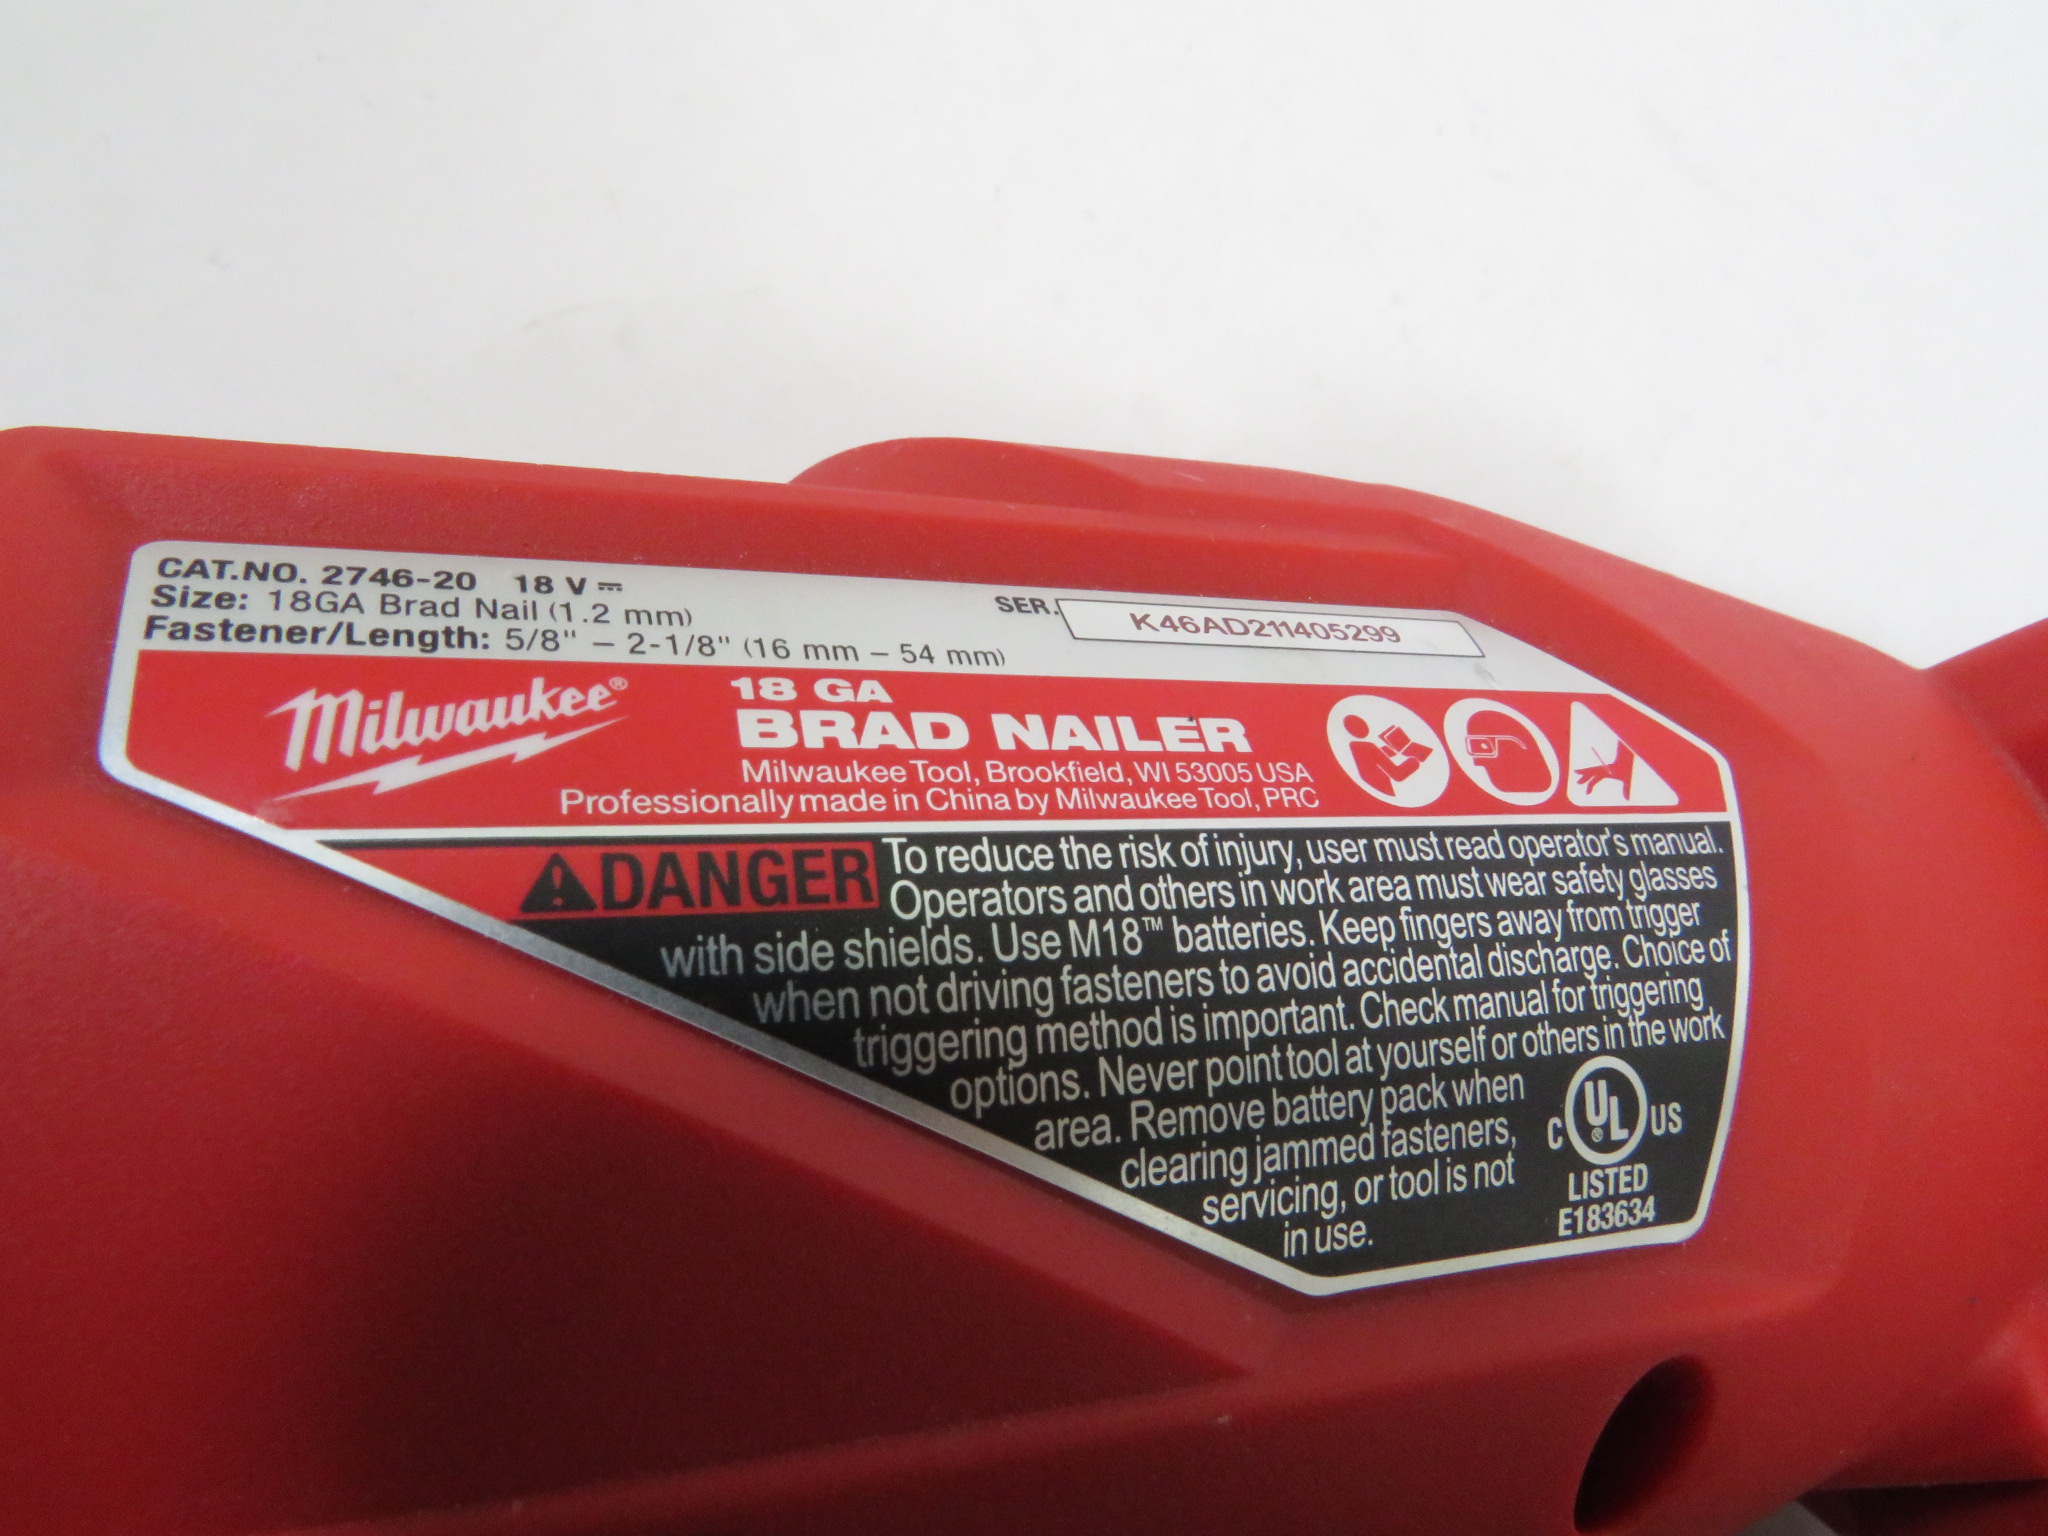 CAT.NO. 2746-20 18 V ⎓
Size: 18GA Brad Nail (1.2 mm)
Fastener/Length: 5/8" – 2-1/8" (16 mm – 54 mm)
SER. K46AD211405299
Milwaukee®
18 GA
BRAD NAILER
Milwaukee Tool, Brookfield, WI 53005 USA
Professionally made in China by Milwaukee Tool, PRC
DANGER
To reduce the risk of injury, user must read operator's manual.
Operators and others in work area must wear safety glasses
with side shields. Use M18™ batteries. Keep fingers away from trigger
when not driving fasteners to avoid accidental discharge. Choice of
triggering method is important. Check manual for triggering
options. Never point tool at yourself or others in the work
area. Remove battery pack when
clearing jammed fasteners,
servicing, or tool is not
in use.
C UL® US
LISTED
E183634